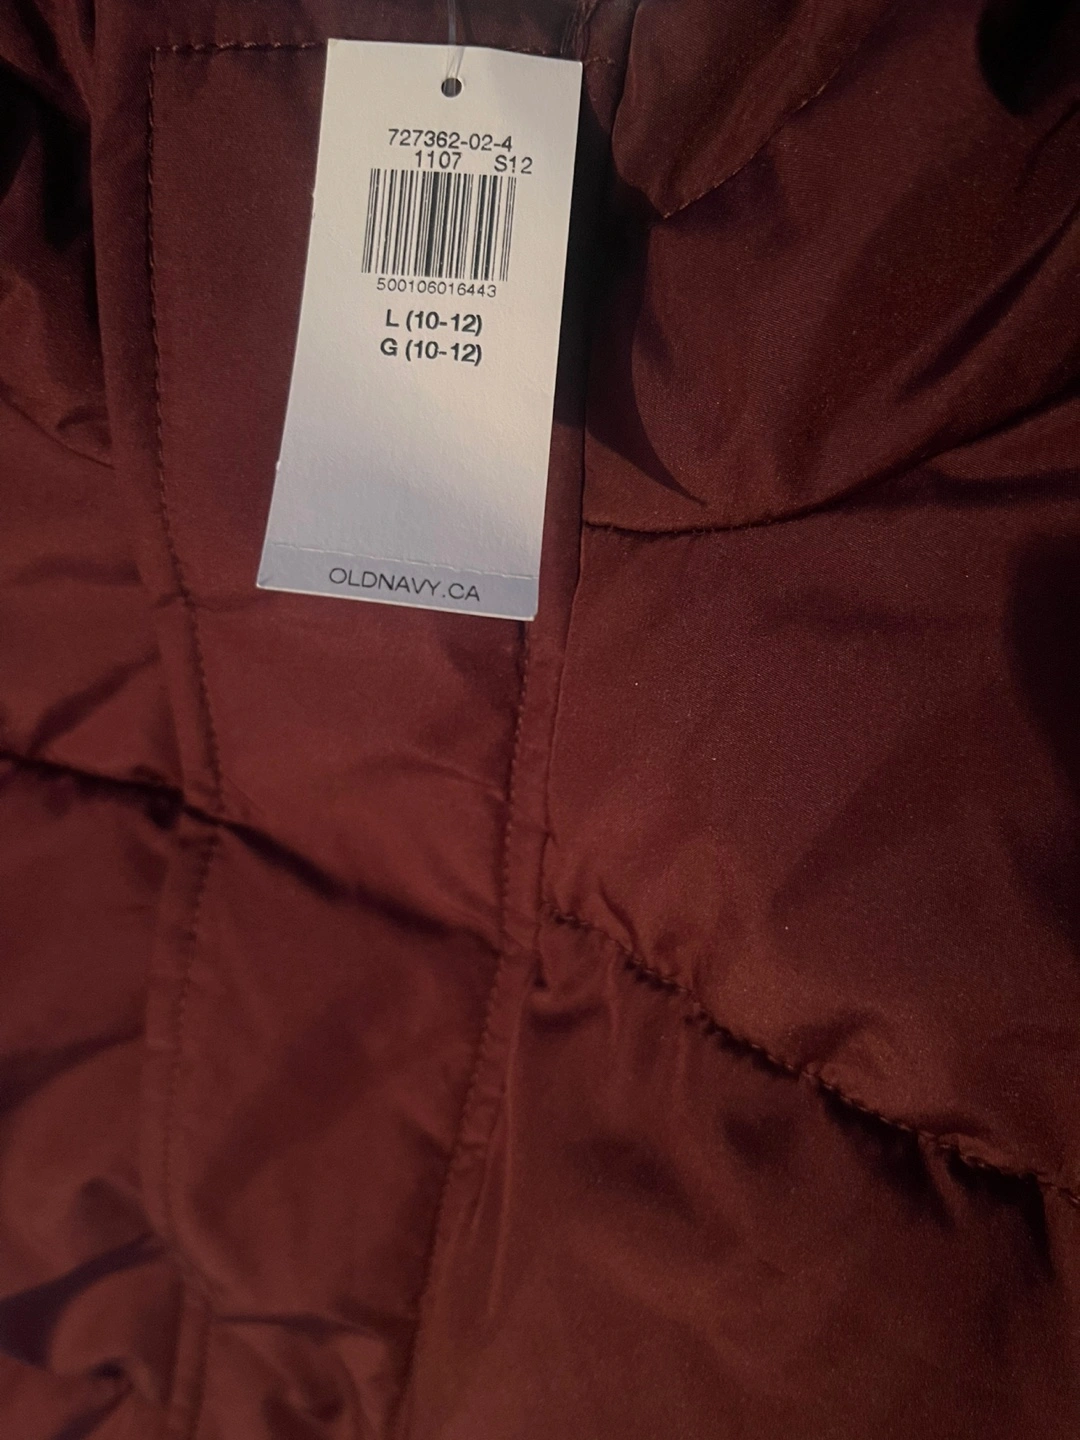 727362-02-4
1107 S12
500106016443
L (10-12)
G (10-12)
OLDNAVY.CA